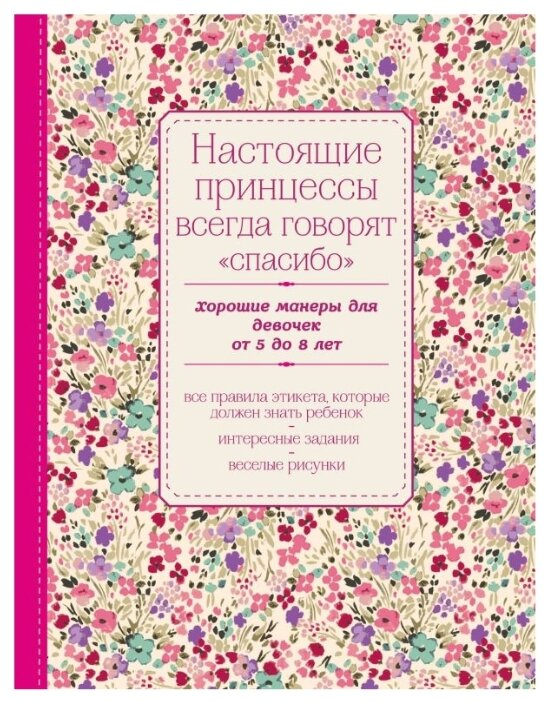 Настоящие
принцессы
всегда говорят
«спасибо»
хорошие манеры для
девочек
от 5 до 8 лет
все правила этикета, которые
должен знать ребенок
-
интересные задания
-
веселые рисунки